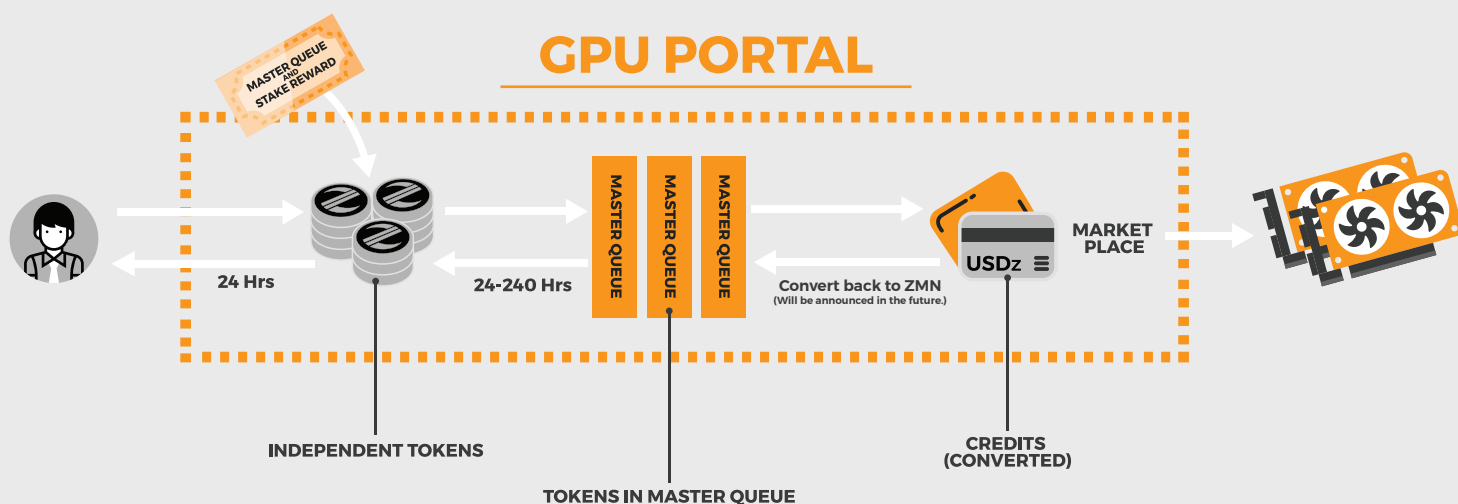 GPU PORTAL
MASTER QUEUE
AND
STAKE REWARD
24 Hrs
24-240 Hrs
MASTER QUEUE
MASTER QUEUE
MASTER QUEUE
Convert back to ZMN
(Will be announced in the future.)
USDz
MARKET
PLACE
INDEPENDENT TOKENS
TOKENS IN MASTER QUEUE
CREDITS
(CONVERTED)